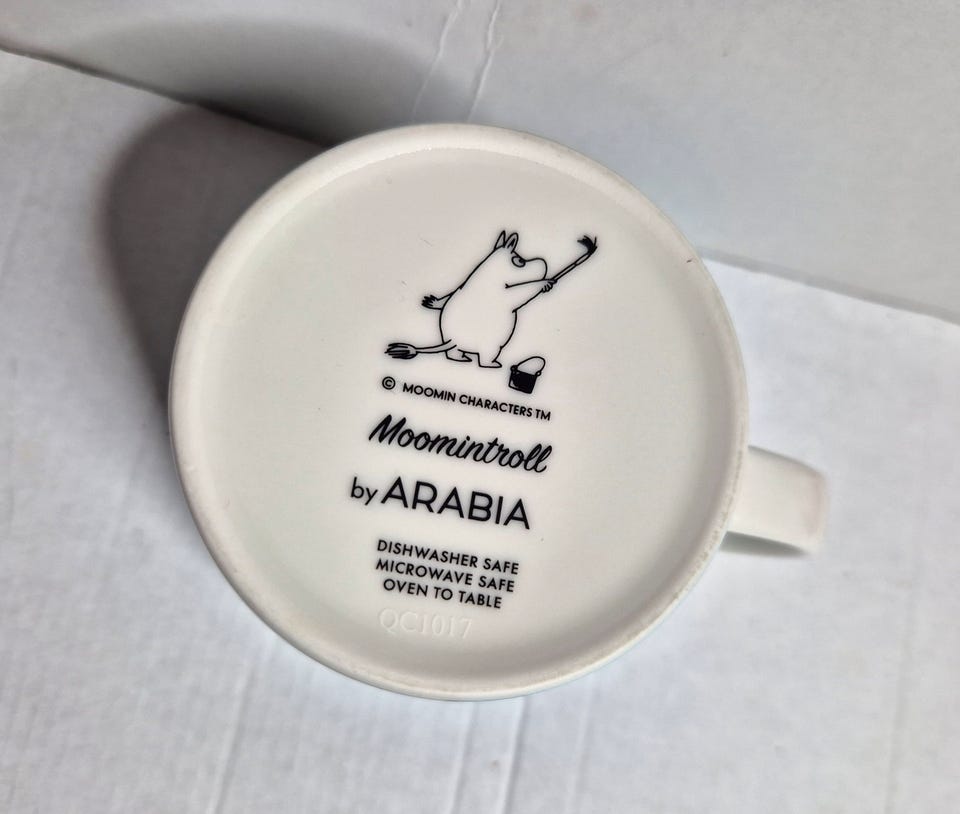 © MOOMIN CHARACTERS TM
Moomintroll
by ARABIA
DISHWASHER SAFE
MICROWAVE SAFE
OVEN TO TABLE
QC1017